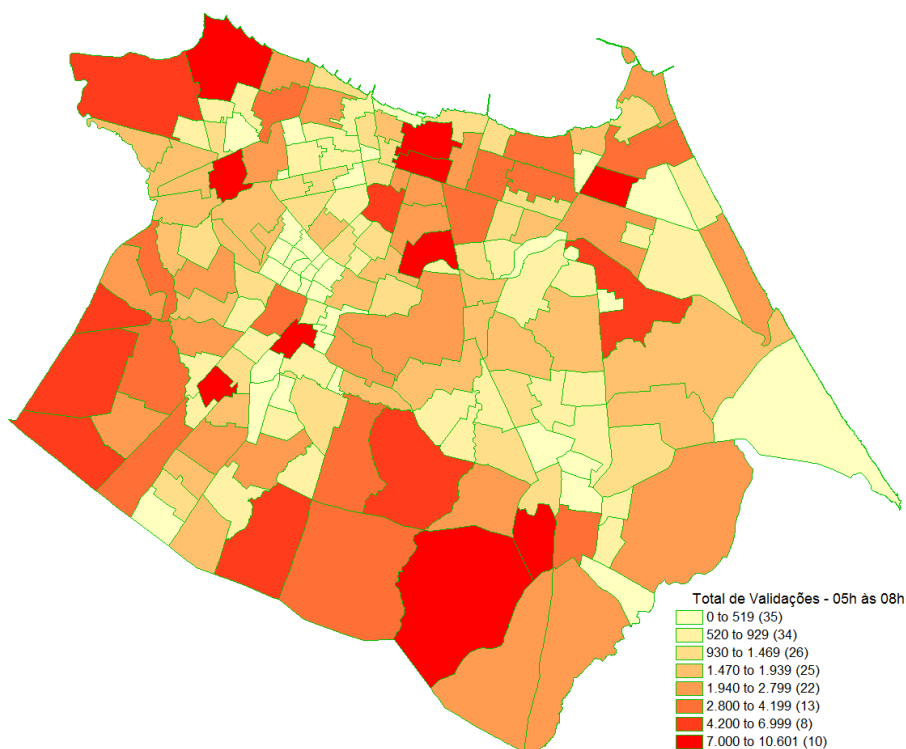 Total de Validações - 05h às 08h
0 to 519 (35)
520 to 929 (34)
930 to 1.469 (26)
1.470 to 1.939 (25)
1.940 to 2.799 (22)
2.800 to 4.199 (13)
4.200 to 6.999 (8)
7.000 to 10.601 (10)